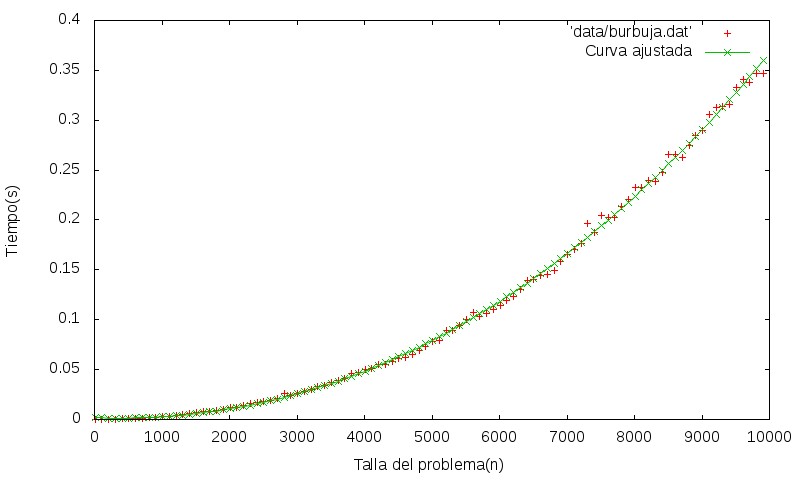 'data/burbuja.dat'
Curva ajustada
0.4
0.35
0.3
0.25
0.2
0.15
0.1
0.05
0
Tiempo(s)
0 1000 2000 3000 4000 5000 6000 7000 8000 9000 10000
Talla del problema(n)